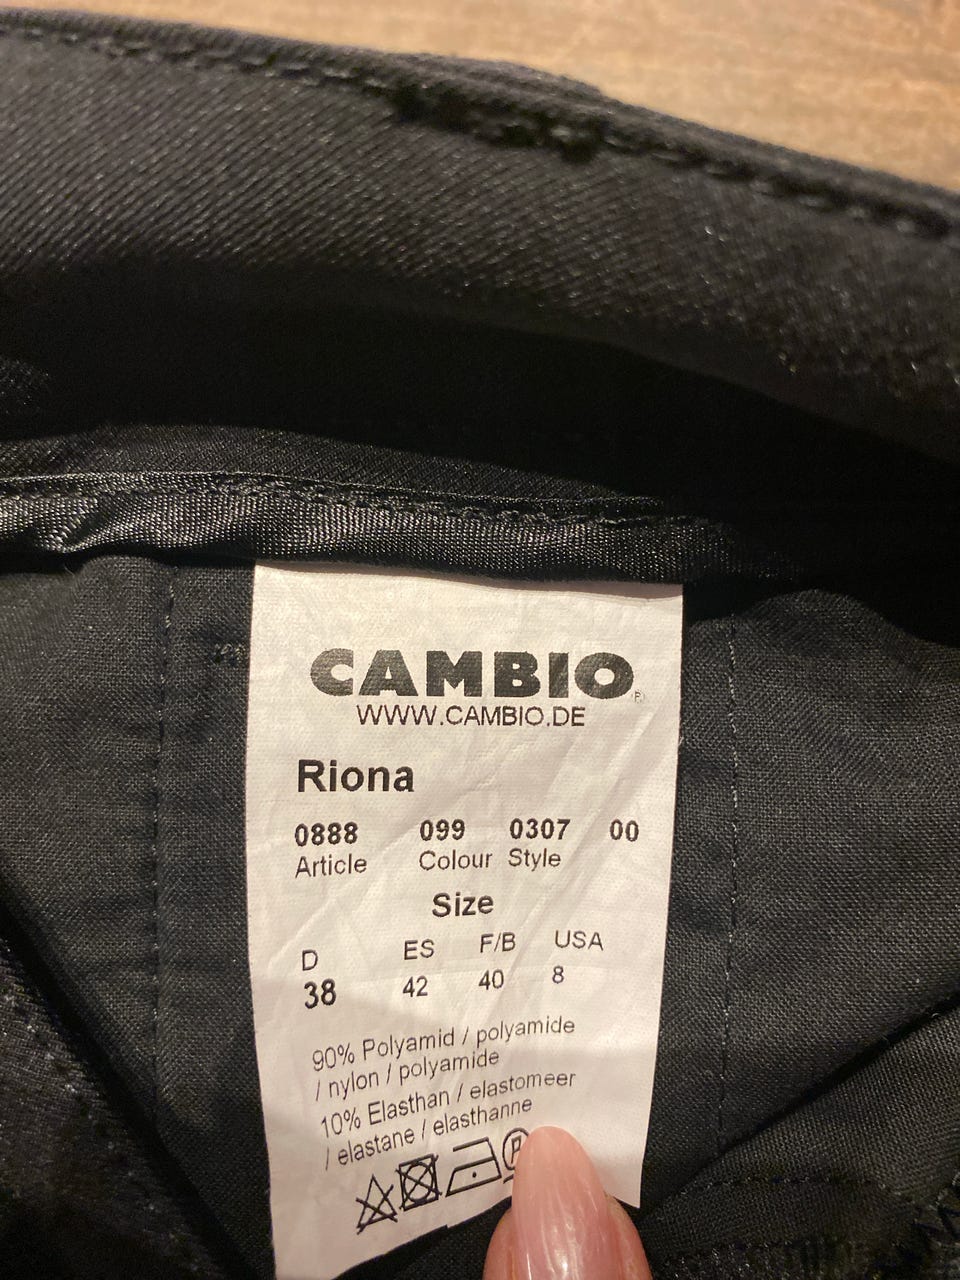 CAMBIO®
WWW.CAMBIO.DE
Riona
0888 099 0307 00
Article Colour Style
Size
D ES F/B USA
38 42 40 8
90% Polyamid / polyamide
/ nylon / polyamide
10% Elasthan / elastomeer
/ elastane / elasthanne
P